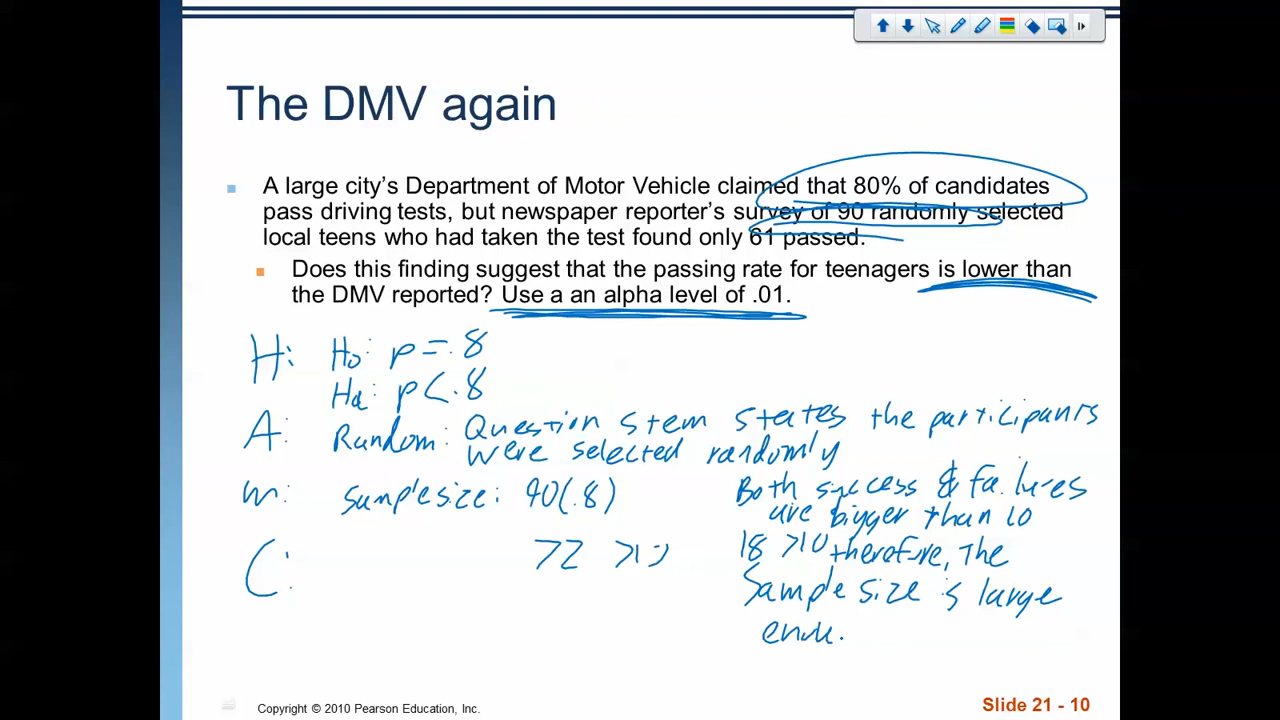 The DMV again
A large city's Department of Motor Vehicle claimed that 80% of candidates
pass driving tests, but newspaper reporter's survey of 90 randomly selected
local teens who had taken the test found only 61 passed.
Does this finding suggest that the passing rate for teenagers is lower than
the DMV reported? Use a an alpha level of .01.
H: Ho: p = .8
Ha: p < .8
A: Random: Question stem states the participants
were selected randomly
M: Sample size: 90(.8)
Both success & failures
are bigger than 10
C: 72 >10
18 >10 therefore, the
Sample size is large
Copyright © 2010 Pearson Education, Inc.
Slide 21 - 10